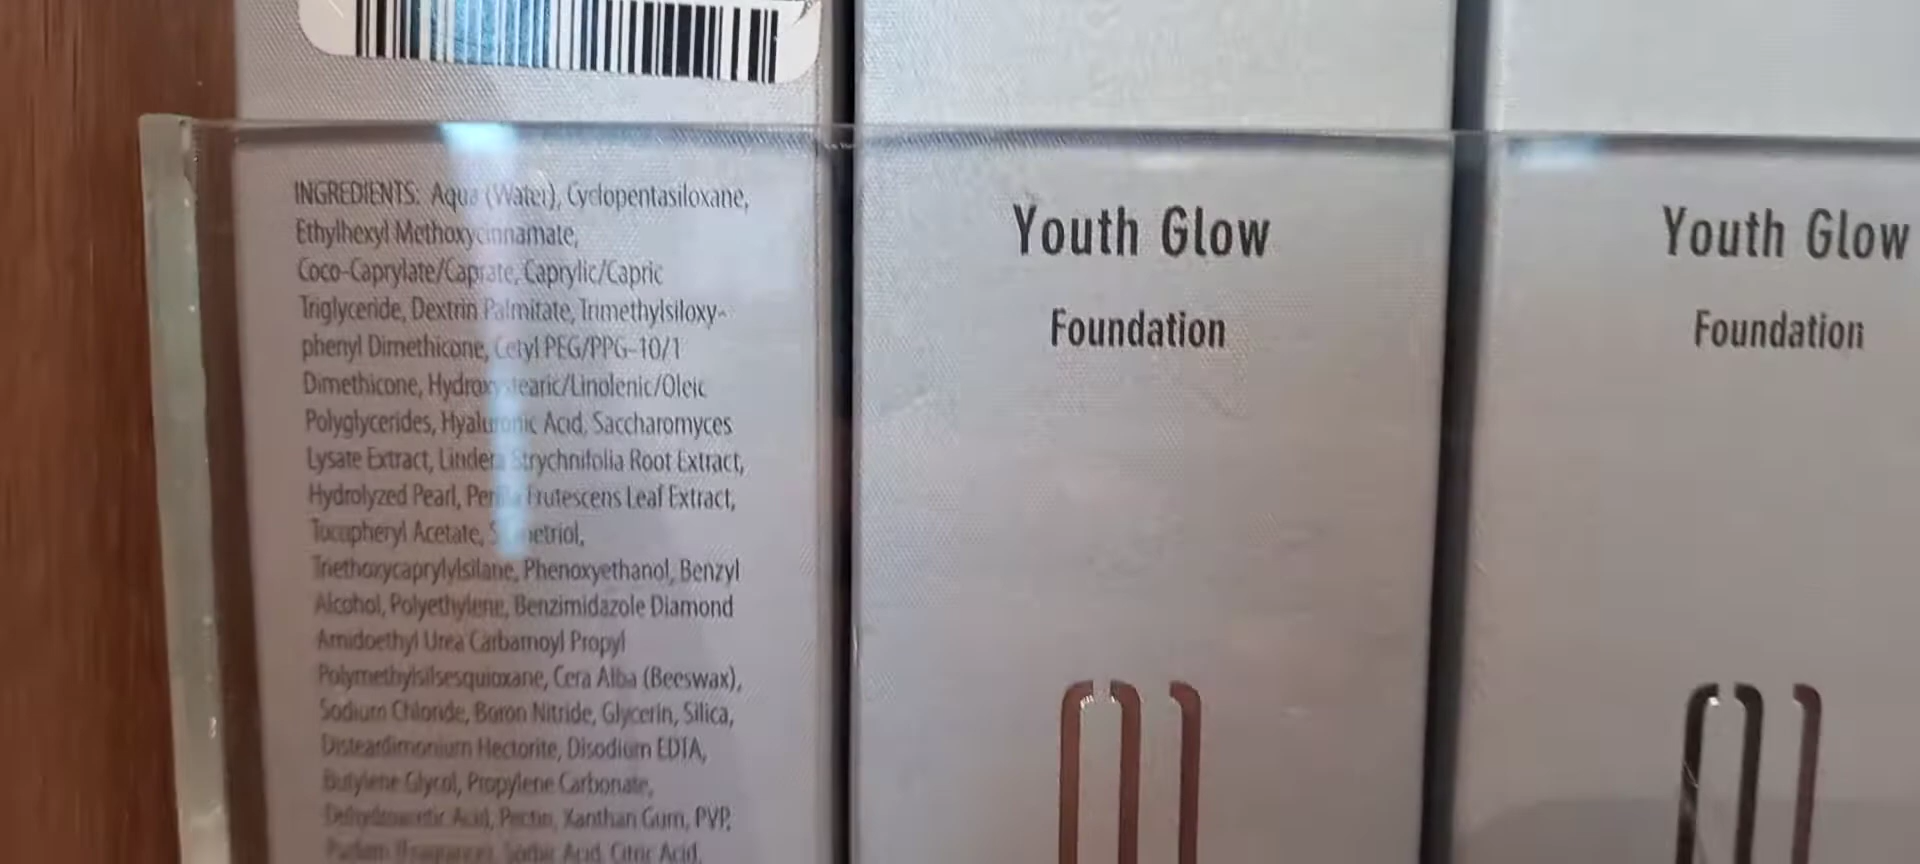 INGREDIENTS: Aqua (Water), Cyclopentasiloxane,
Ethylhexyl Methoxycinnamate,
Coco-Caprylate/Caprate, Caprylic/Capric
Triglyceride, Dextrin Palmitate, Trimethylsiloxy-
phenyl Dimethicone, Cetyl PEG/PPG-10/1
Dimethicone, Hydroxystearic/Linolenic/Oleic
Polyglycerides, Hyaluronic Acid, Saccharomyces
Lysate Extract, Lindera Strychnifolia Root Extract,
Hydrolyzed Pearl, Perilla Frutescens Leaf Extract,
Tocopheryl Acetate,
Triethoxycaprylylsilane, Phenoxyethanol, Benzyl
Alcohol, Polyethylene, Benzimidazole Diamond
Amidoethyl Urea Carbamoyl Propyl
Polymethylsilsesquioxane, Cera Alba (Beeswax),
Sodium Chloride, Boron Nitride, Glycerin, Silica,
Disteardimonium Hectorite, Disodium EDTA,
Butylene Glycol, Propylene Carbonate,
Dehydroacetic Acid, Pectin, Xanthan Gum, PVP,
Parfum (Fragrance), Sorbic Acid, Citric Acid,
Youth Glow
Foundation
Youth Glow
Foundation